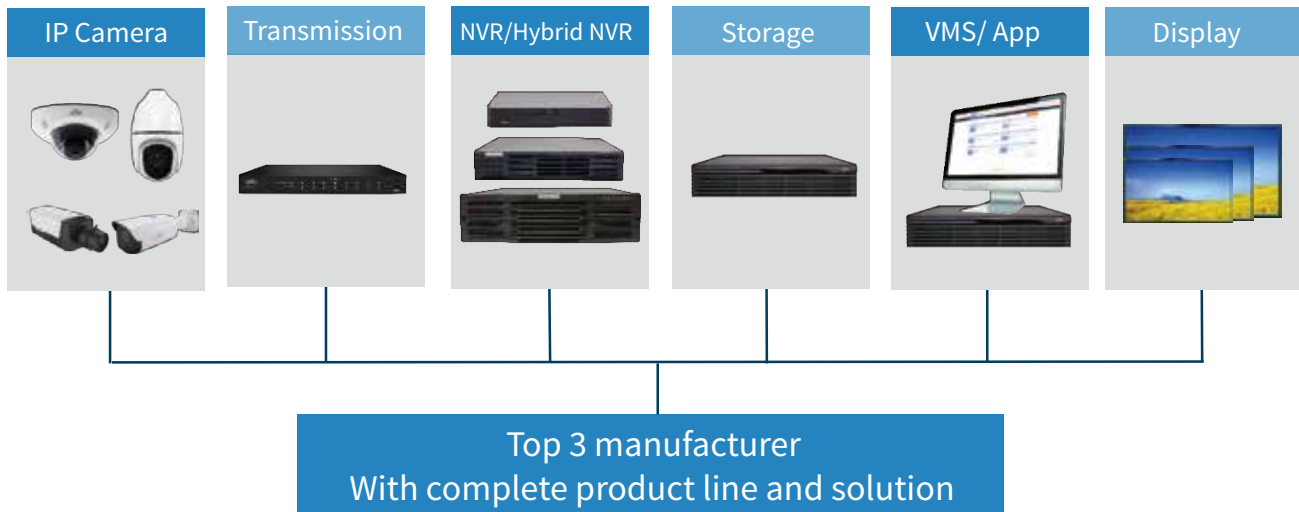 IP Camera
Transmission
NVR/Hybrid NVR
Storage
VMS/ App
Display
Top 3 manufacturer
With complete product line and solution